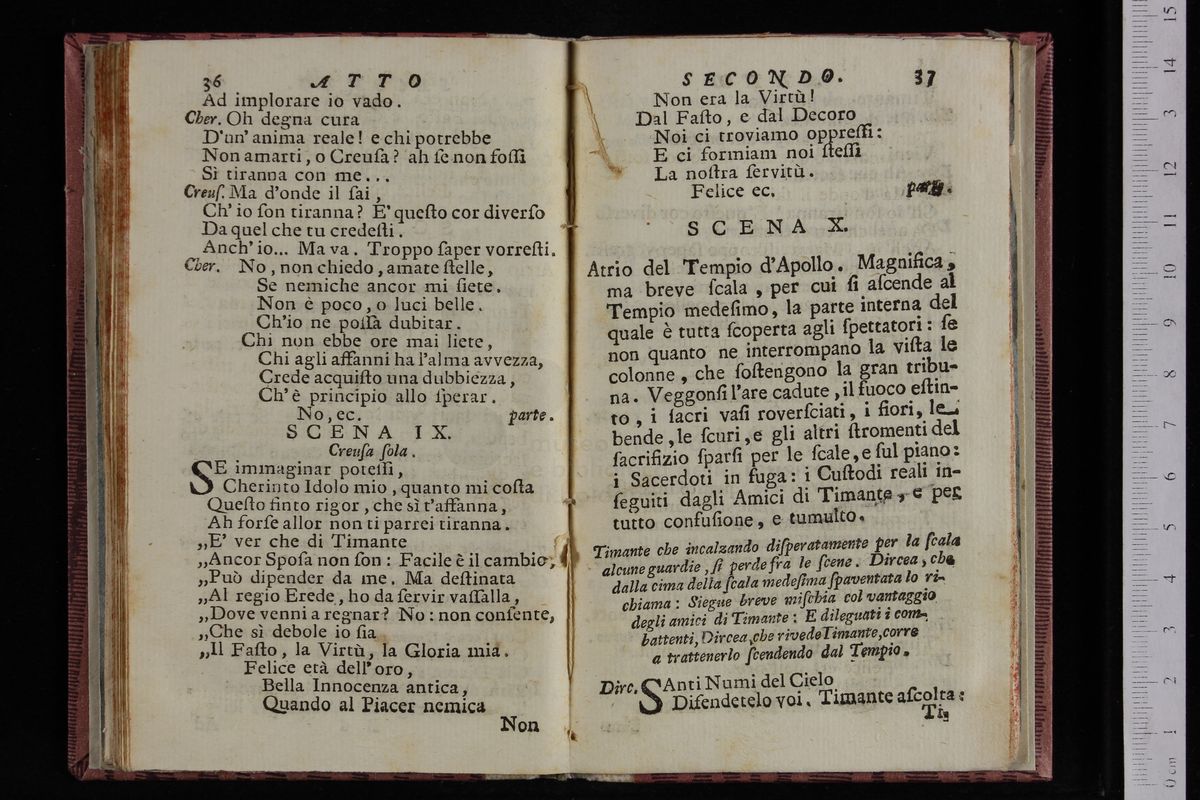 36 ATTO
Ad implorare io vado.
Cher. Oh degna cura
D'un' anima reale! e chi potrebbe
Non amarti, o Creuſa? ah ſe non foſſi
Sì tiranna con me...
Creuſ. Ma d'onde il ſai,
Ch' io ſon tiranna? E' queſto cor diverſo
Da quel che tu credeſti.
Anch' io... Ma va. Troppo ſaper vorreſti.
Cher. No, non chiedo, amate ſtelle,
Se nemiche ancor mi ſiete.
Non è poco, o luci belle.
Ch'io ne poſſa dubitar.
Chi non ebbe ore mai liete,
Chi agli affanni ha l'alma avvezza,
Crede acquiſto una dubbiezza,
Ch' è principio allo ſperar.
No, ec. parte.
SCENA IX.
Creuſa ſola.
SE immaginar poteſſi,
Cherinto Idolo mio, quanto mi coſta
Queſto finto rigor, che sì t'affanna,
Ah forſe allor non ti parrei tiranna.
„E' ver che di Timante
„Ancor Spoſa non ſon: Facile è il cambio,
„Può dipender da me. Ma deſtinata
„Al regio Erede, ho da ſervir vaſſalla,
„Dove venni a regnar? No: non conſente,
„Che sì debole io ſia
„Il Faſto, la Virtù, la Gloria mia.
Felice età dell' oro,
Bella Innocenza antica,
Quando al Piacer nemica
Non
SECONDO. 37
Non era la Virtù!
Dal Faſto, e dal Decoro
Noi ci troviamo oppreſſi:
E ci formiam noi ſteſſi
La noſtra ſervitù.
Felice ec. parte.
SCENA X.
Atrio del Tempio d'Apollo. Magnifica,
ma breve ſcala, per cui ſi aſcende al
Tempio medeſimo, la parte interna del
quale è tutta ſcoperta agli ſpettatori: ſe
non quanto ne interrompano la viſta le
colonne, che ſoſtengono la gran tribu-
na. Veggonſi l'are cadute, il fuoco eſtin-
to, i ſacri vaſi roverſciati, i fiori, le
bende, le ſcuri, e gli altri ſtromenti del
ſacrifizio ſparſi per le ſcale, e ſul piano:
i Sacerdoti in fuga: i Cuſtodi reali in-
ſeguiti dagli Amici di Timante, e per
tutto confuſione, e tumulto.
Timante che incalzando diſperatamente per la ſcala
alcune guardie, ſi perde fra le ſcene. Dircea, che
dalla cima della ſcala medeſima ſpaventata lo ri-
chiama: Siegue breve miſchia col vantaggio
degli amici di Timante: E dileguati i com-
battenti, Dircea, che rivede Timante, corre
a trattenerlo ſcendendo dal Tempio.
Dirc. SAnti Numi del Cielo
Difendetelo voi. Timante aſcolta:
Ti-